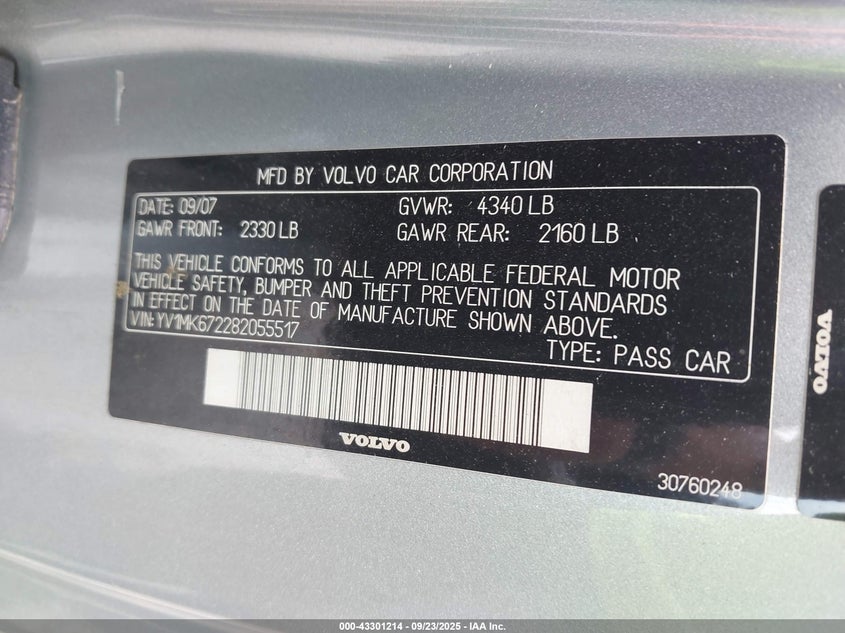 MFD BY VOLVO CAR CORPORATION
DATE: 09/07 GVWR: 4340 LB
GAWR FRONT: 2330 LB GAWR REAR: 2160 LB
THIS VEHICLE CONFORMS TO ALL APPLICABLE FEDERAL MOTOR
VEHICLE SAFETY, BUMPER AND THEFT PREVENTION STANDARDS
IN EFFECT ON THE DATE OF MANUFACTURE SHOWN ABOVE.
VIN: YV1MK672282055517
TYPE: PASS CAR
VOLVO
30760248
VOLVO
000-43301214 - 09/23/2025 - IAA Inc.